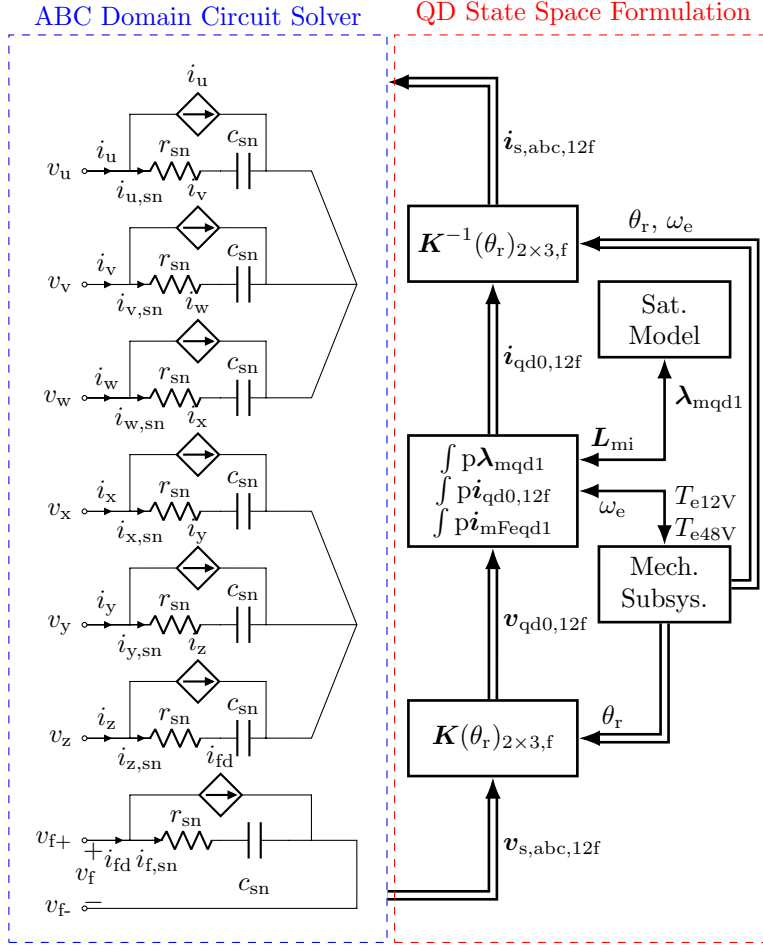 ABC Domain Circuit Solver
i_u
r_sn
c_sn
v_u
i_u
i_u,sn
i_v
r_sn
c_sn
v_v
i_v
i_v,sn
i_w
r_sn
c_sn
v_w
i_w
i_w,sn
i_x
r_sn
c_sn
v_x
i_x
i_x,sn
i_y
r_sn
c_sn
v_y
i_y
i_y,sn
i_z
r_sn
c_sn
v_z
i_z
i_z,sn
i_fd
r_sn
v_f+
+
v_f
i_fd
i_f,sn
c_sn
v_f-
−
QD State Space Formulation
i_s,abc,12f
K^−1(θ_r)_2×3,f
θ_r, ω_e
Sat.
Model
i_qd0,12f
λ_mqd1
L_mi
∫ pλ_mqd1
∫ pi_qd0,12f
∫ pi_mFeqd1
ω_e
T_e12V
T_e48V
Mech.
Subsys.
v_qd0,12f
K(θ_r)_2×3,f
θ_r
v_s,abc,12f